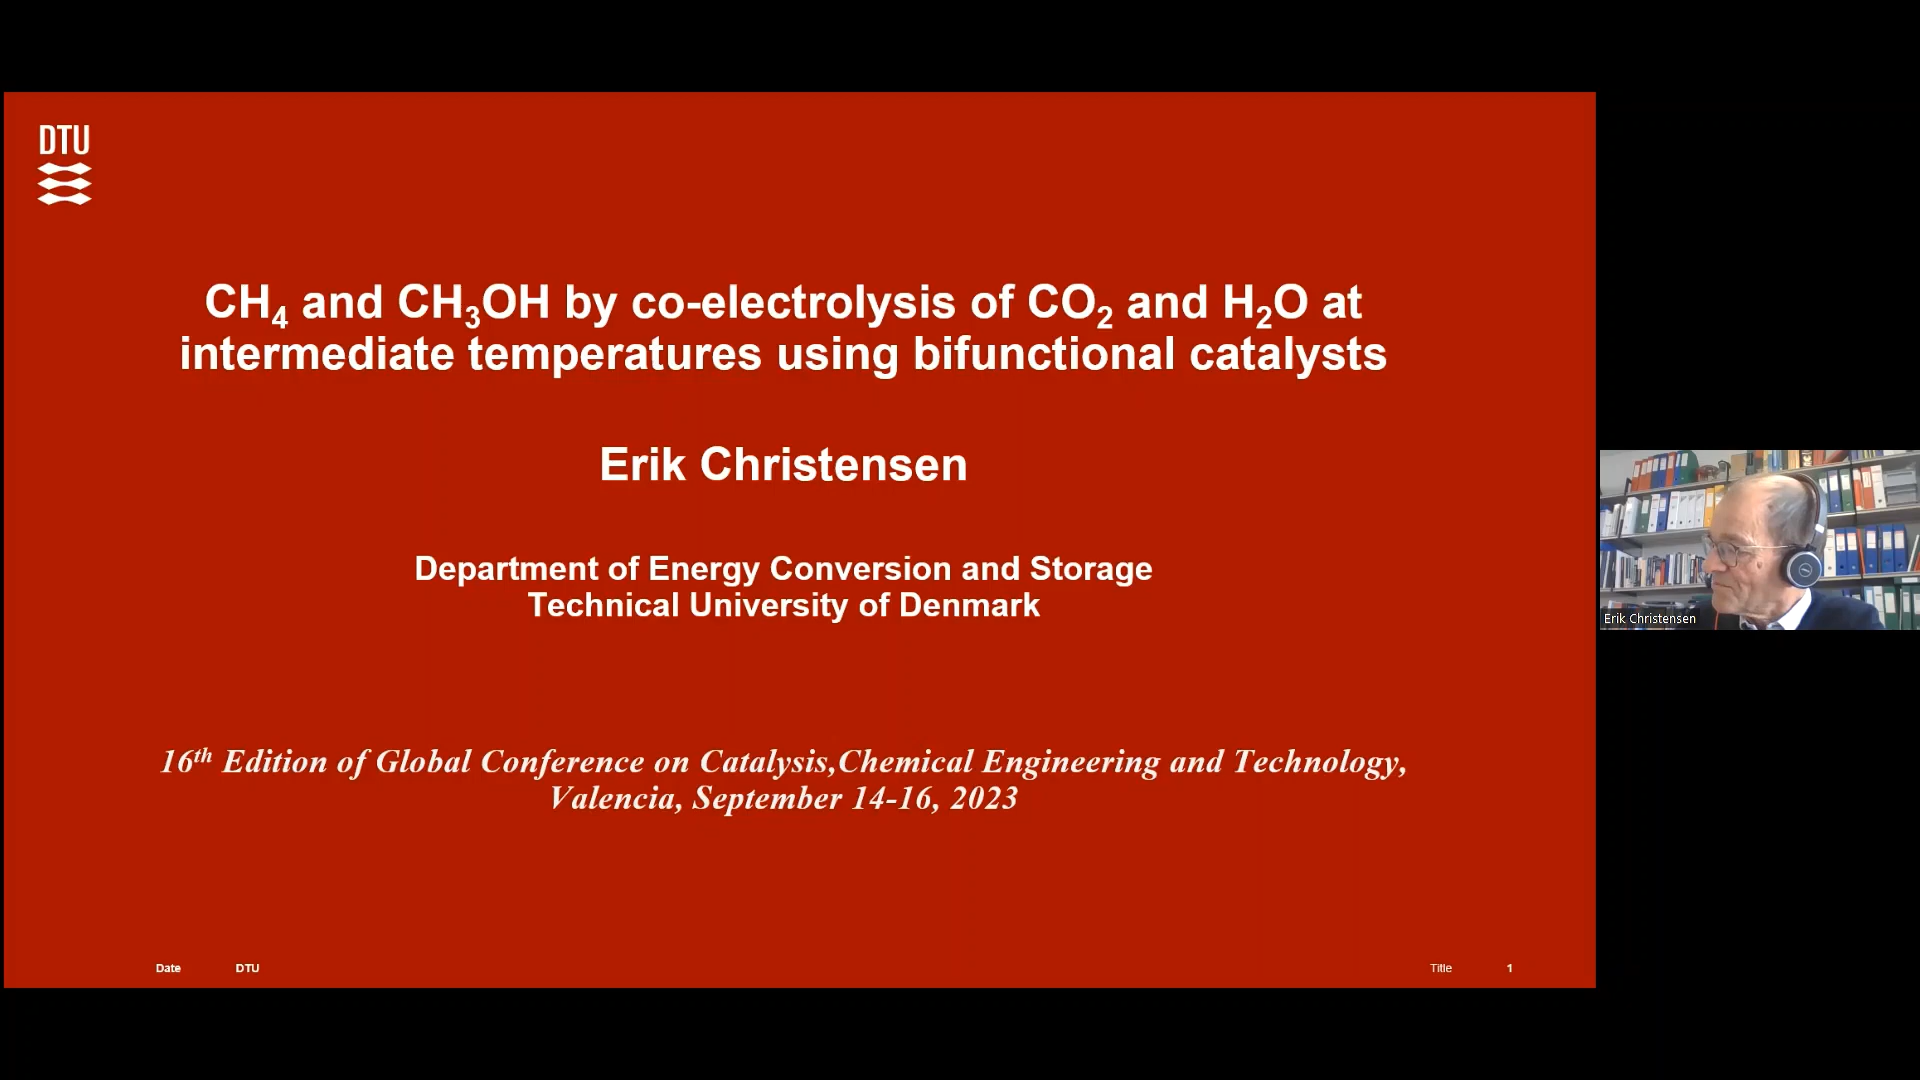 DTU
CH₄ and CH₃OH by co-electrolysis of CO₂ and H₂O at
intermediate temperatures using bifunctional catalysts
Erik Christensen
Department of Energy Conversion and Storage
Technical University of Denmark
16th Edition of Global Conference on Catalysis,Chemical Engineering and Technology,
Valencia, September 14-16, 2023
Date DTU Title 1
Erik Christensen